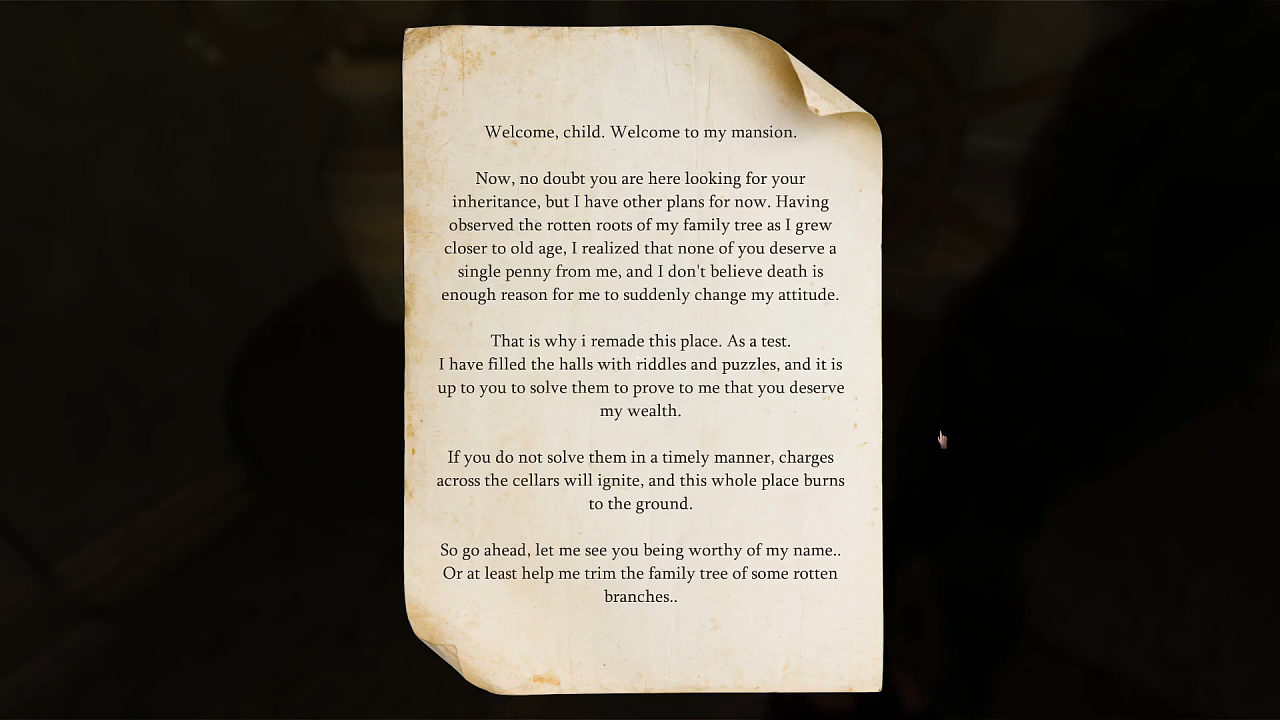 Welcome, child. Welcome to my mansion.
Now, no doubt you are here looking for your
inheritance, but I have other plans for now. Having
observed the rotten roots of my family tree as I grew
closer to old age, I realized that none of you deserve a
single penny from me, and I don't believe death is
enough reason for me to suddenly change my attitude.
That is why i remade this place. As a test.
I have filled the halls with riddles and puzzles, and it is
up to you to solve them to prove to me that you deserve
my wealth.
If you do not solve them in a timely manner, charges
across the cellars will ignite, and this whole place burns
to the ground.
So go ahead, let me see you being worthy of my name..
Or at least help me trim the family tree of some rotten
branches..